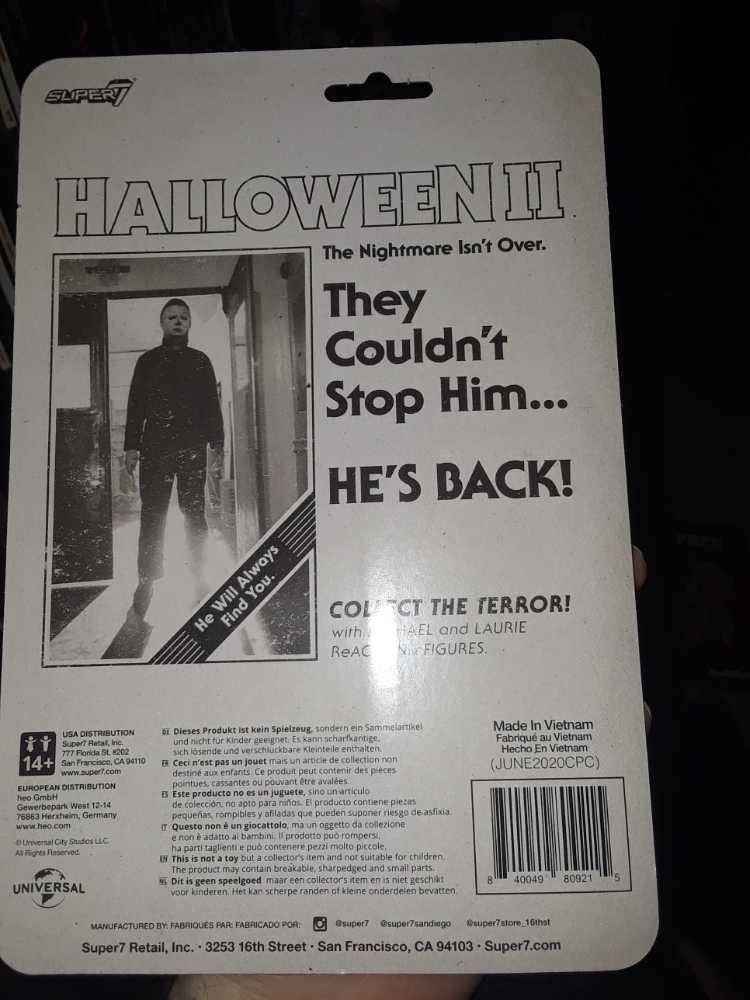 SUPER7
HALLOWEEN II
The Nightmare Isn't Over.
They
Couldn't
Stop Him...
HE'S BACK!
He Will Always
Find You.
COLLECT THE TERROR!
with MICHAEL and LAURIE
ReACTION FIGURES.
14+
USA DISTRIBUTION
Super7 Retail, Inc.
777 Florida St. #202
San Francisco, CA 94110
www.super7.com
EUROPEAN DISTRIBUTION
heo GmbH
Gewerbepark West 12-14
76863 Herxheim, Germany
www.heo.com
© Universal City Studios LLC.
All Rights Reserved.
UNIVERSAL
DE Dieses Produkt ist kein Spielzeug, sondern ein Sammelartikel
und nicht für Kinder geeignet. Es kann scharfkantige,
sich lösende und verschluckbare Kleinteile enthalten.
FR Ceci n'est pas un jouet mais un article de collection non
destiné aux enfants. Ce produit peut contenir des pièces
pointues, cassantes ou pouvant être avalées.
ES Este producto no es un juguete, sino un artículo
de colección, no apto para niños. El producto contiene piezas
pequeñas, rompibles y afiladas que pueden suponer riesgo de asfixia.
IT Questo non è un giocattolo, ma un oggetto da collezione
e non è adatto ai bambini. Il prodotto può rompersi,
ha parti taglienti e può contenere pezzi molto piccole.
EN This is not a toy but a collector's item and not suitable for children.
The product may contain breakable, sharpedged and small parts.
NL Dit is geen speelgoed maar een collector's item en is niet geschikt
voor kinderen. Het kan scherpe randen of kleine onderdelen bevatten.
Made In Vietnam
Fabriqué au Vietnam
Hecho En Vietnam
(JUNE2020CPC)
8 40049 80921 5
MANUFACTURED BY: FABRIQUÉS PAR: FABRICADO POR: @super7 @super7sandiego @super7store_16thst
Super7 Retail, Inc. · 3253 16th Street · San Francisco, CA 94103 · Super7.com